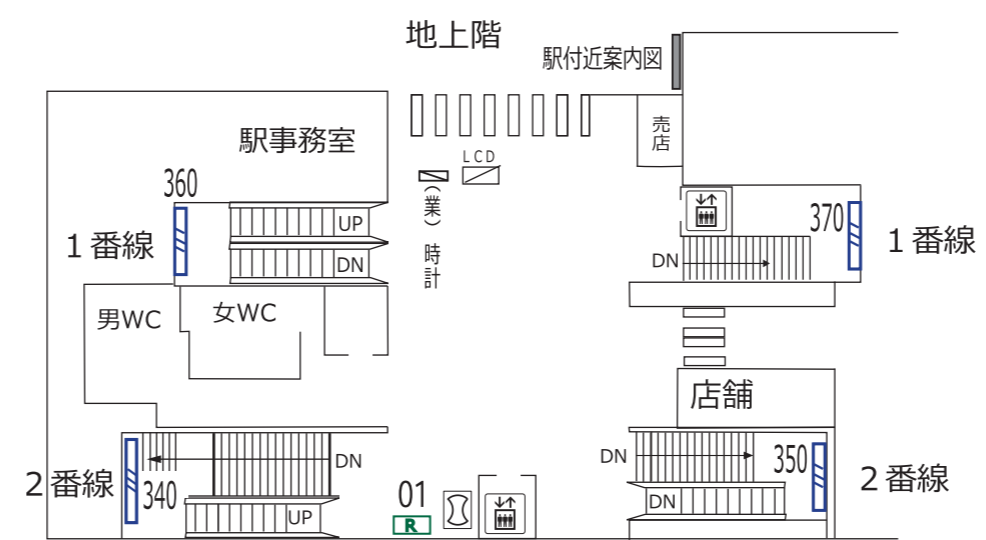 地上階
駅付近案内図
売店
駅事務室
LCD
(業)
時計
360
UP
DN
1番線
370
DN
1番線
男WC
女WC
店舗
DN
340
UP
2番線
01
R
DN
350
DN
2番線